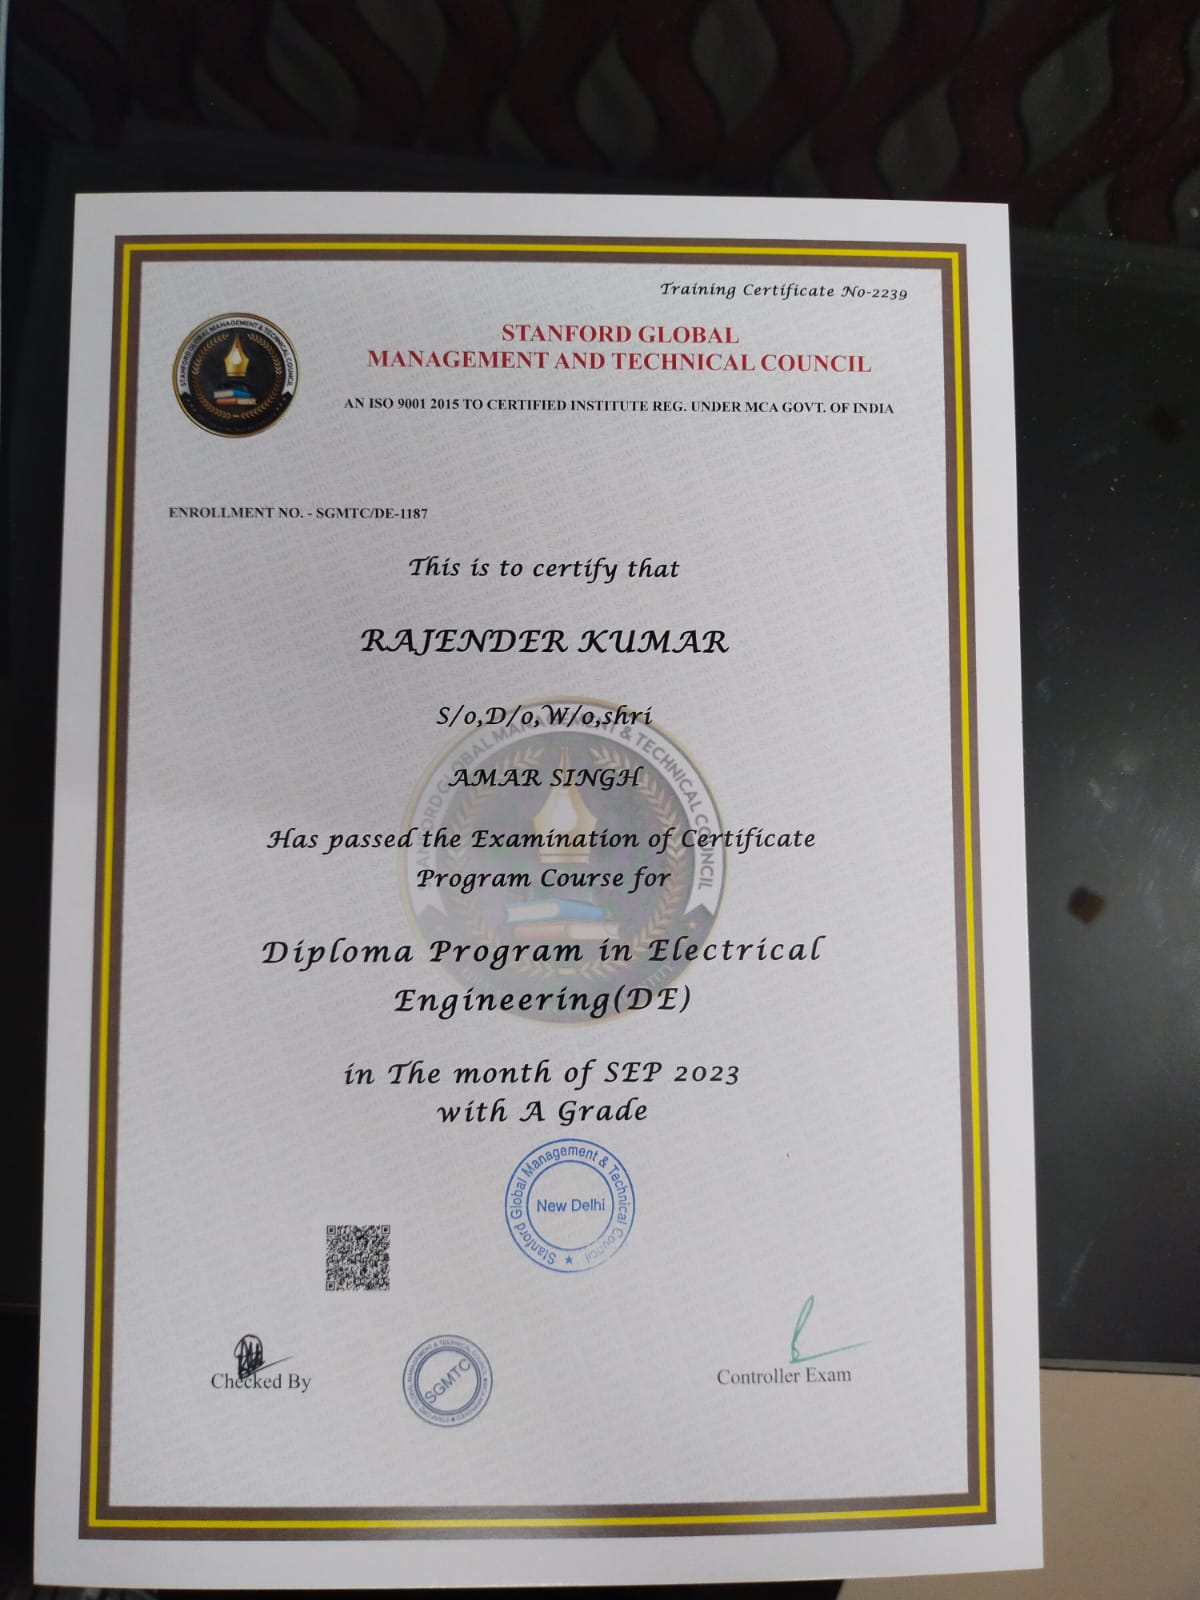 Training Certificate No-2239
STANFORD GLOBAL MANAGEMENT & TECHNICAL COUNCIL
STANFORD GLOBAL
MANAGEMENT AND TECHNICAL COUNCIL
AN ISO 9001 2015 TO CERTIFIED INSTITUTE REG. UNDER MCA GOVT. OF INDIA
ENROLLMENT NO. - SGMTC/DE-1187
This is to certify that
RAJENDER KUMAR
S/o,D/o,W/o,shri
AMAR SINGH
Has passed the Examination of Certificate
Program Course for
Diploma Program in Electrical
Engineering(DE)
in The month of SEP 2023
with A Grade
Stanford Global Management & Technical Council
New Delhi
Checked By
SGMTC
Controller Exam